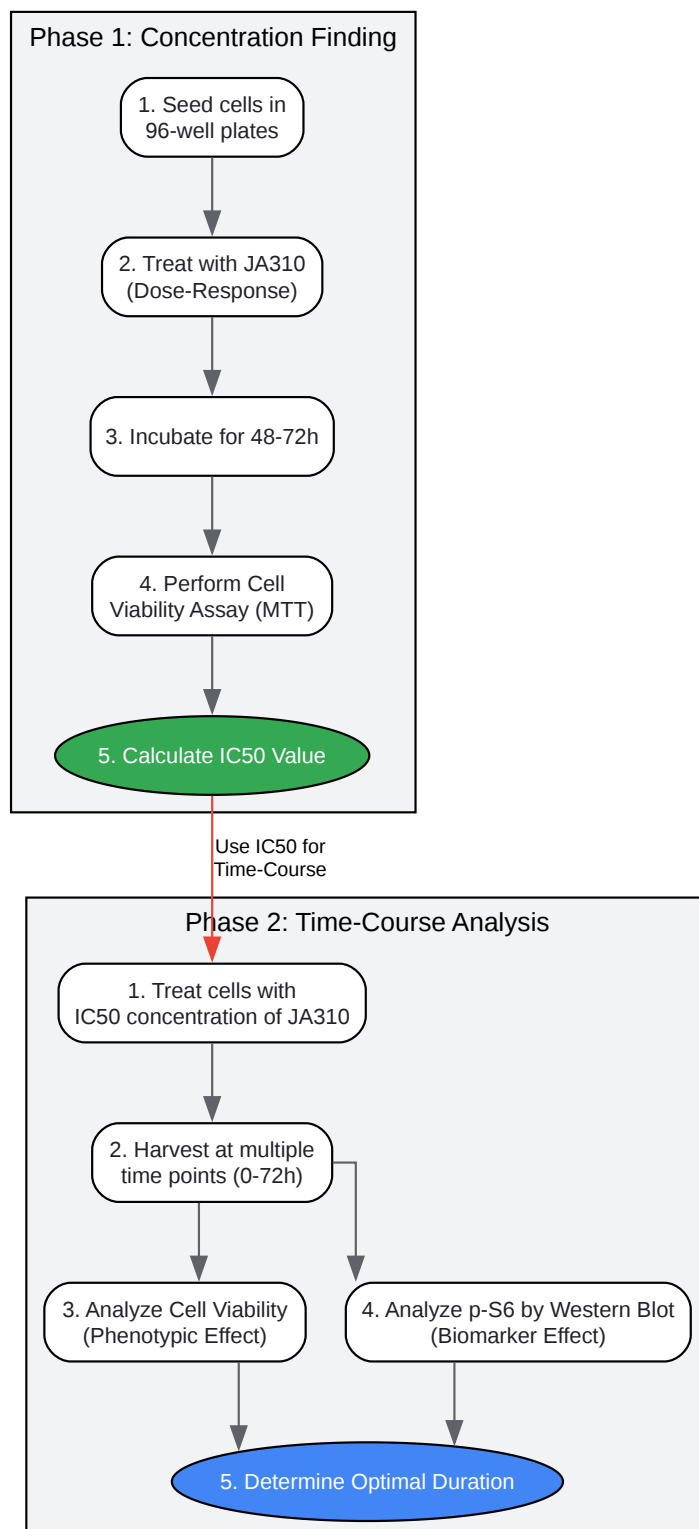 Phase 1: Concentration Finding
1. Seed cells in
96-well plates
2. Treat with JA310
(Dose-Response)
3. Incubate for 48-72h
4. Perform Cell
Viability Assay (MTT)
5. Calculate IC50 Value
Use IC50 for
Time-Course
Phase 2: Time-Course Analysis
1. Treat cells with
IC50 concentration of JA310
2. Harvest at multiple
time points (0-72h)
3. Analyze Cell Viability
(Phenotypic Effect)
4. Analyze p-S6 by Western Blot
(Biomarker Effect)
5. Determine Optimal Duration